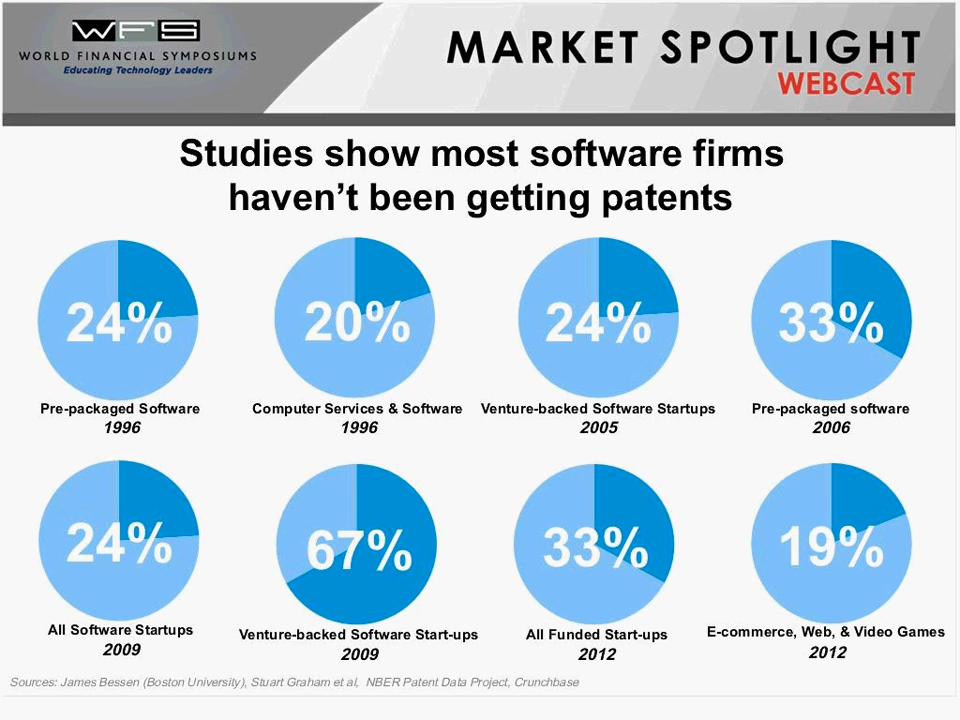 WFS
WORLD FINANCIAL SYMPOSIUMS
Educating Technology Leaders
MARKET SPOTLIGHT
WEBCAST
Studies show most software firms
haven't been getting patents
24%
Pre-packaged Software
1996
20%
Computer Services & Software
1996
24%
Venture-backed Software Startups
2005
33%
Pre-packaged software
2006
24%
All Software Startups
2009
67%
Venture-backed Software Start-ups
2009
33%
All Funded Start-ups
2012
19%
E-commerce, Web, & Video Games
2012
Sources: James Bessen (Boston University), Stuart Graham et al, NBER Patent Data Project, Crunchbase